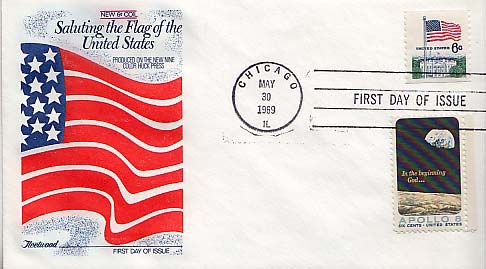 NEW 6¢ COIL
Saluting the Flag of the
United States
PRODUCED ON THE NEW NINE
COLOR HUCK PRESS
Fleetwood
FIRST DAY OF ISSUE
CHICAGO
MAY
30
1969
IL
FIRST DAY OF ISSUE
UNITED STATES 6¢
In the beginning
God...
APOLLO 8
SIX CENTS · UNITED STATES